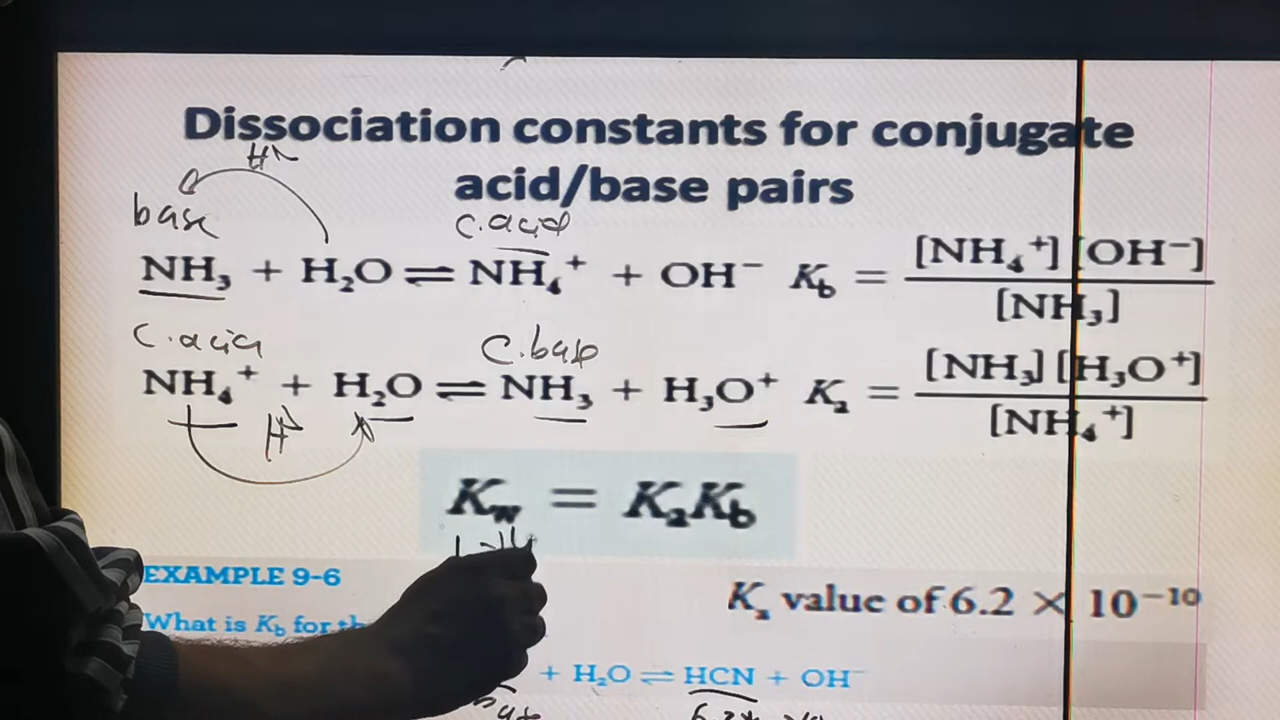 Dissociation constants for conjugate
acid/base pairs
H+
base
c.acid
NH₃ + H₂O ⇌ NH₄⁺ + OH⁻ K_b = [NH₄⁺] [OH⁻] / [NH₃]
c.acid
c.base
NH₄⁺ + H₂O ⇌ NH₃ + H₃O⁺ K_a = [NH₃] [H₃O⁺] / [NH₄⁺]
H+
K_w = K_aK_b
EXAMPLE 9-6
K_a value of 6.2 × 10⁻¹⁰
What is K_b for
+ H₂O ⇌ HCN + OH⁻
base